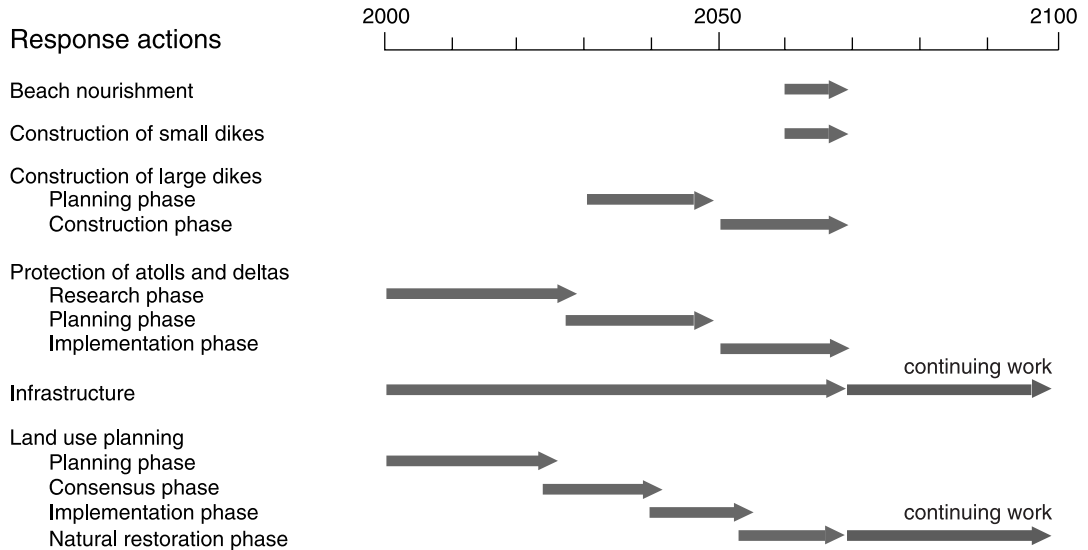 2000 2050 2100
Response actions
Beach nourishment
Construction of small dikes
Construction of large dikes
Planning phase
Construction phase
Protection of atolls and deltas
Research phase
Planning phase
Implementation phase
continuing work
Infrastructure
Land use planning
Planning phase
Consensus phase
Implementation phase
continuing work
Natural restoration phase